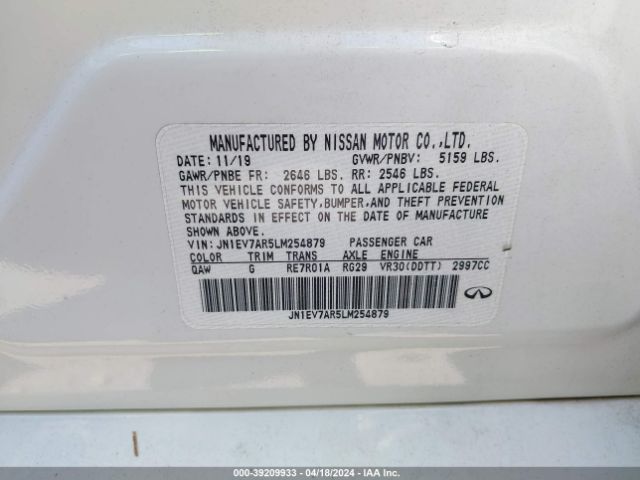 MANUFACTURED BY NISSAN MOTOR CO.,LTD.
DATE: 11/19 GVWR/PNBV: 5159 LBS.
GAWR/PNBE FR: 2646 LBS. RR: 2546 LBS.
THIS VEHICLE CONFORMS TO ALL APPLICABLE FEDERAL
MOTOR VEHICLE SAFETY, BUMPER, AND THEFT PREVENTION
STANDARDS IN EFFECT ON THE DATE OF MANUFACTURE
SHOWN ABOVE.
VIN: JN1EV7AR5LM254879 PASSENGER CAR
COLOR TRIM TRANS AXLE ENGINE
QAW G RE7R01A RG29 VR30(DDTT) 2997CC
JN1EV7AR5LM254879
INFINITI
000-39209933 - 04/18/2024 - IAA Inc.